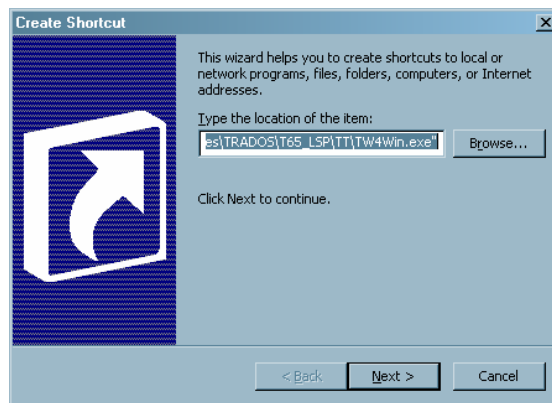 Create Shortcut
This wizard helps you to create shortcuts to local or
network programs, files, folders, computers, or Internet
addresses.
Type the location of the item:
es\TRADOS\T65_LSP\TT\TW4Win.exe"
Browse...
Click Next to continue.
< Back
Next >
Cancel